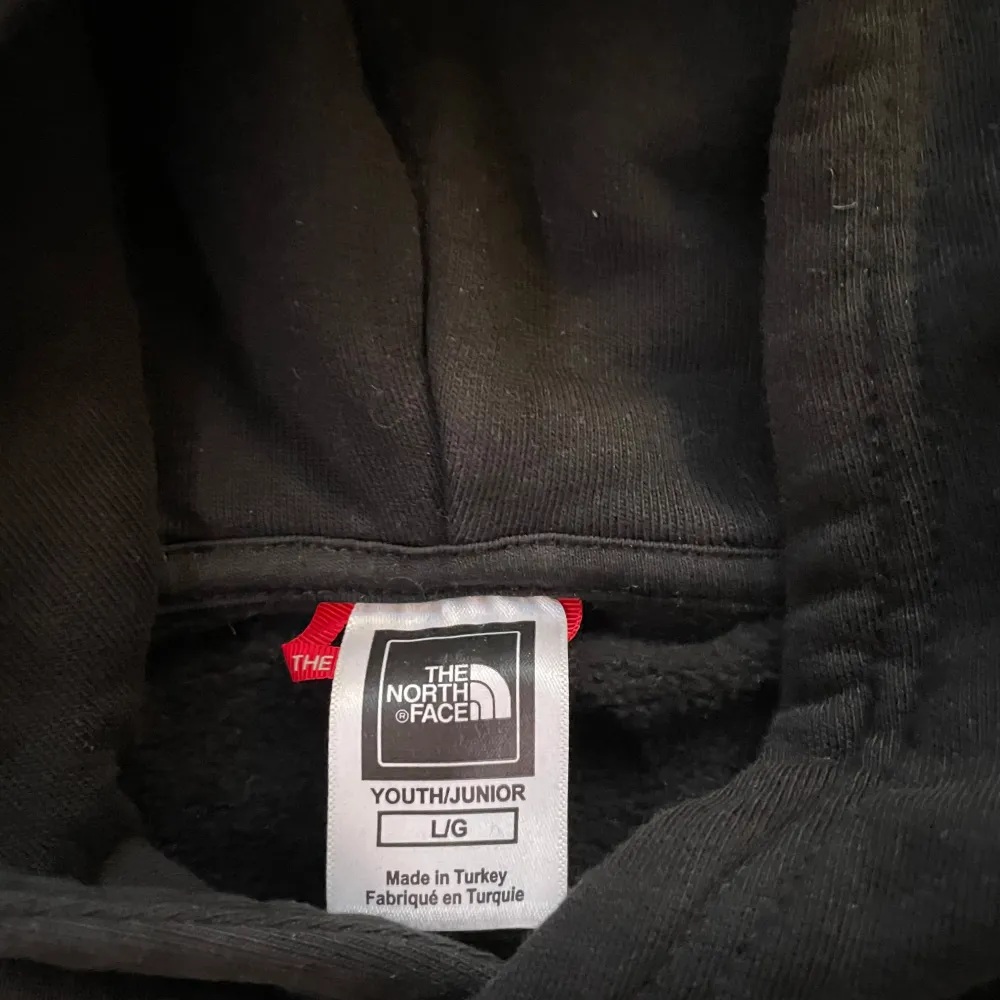 THE
THE
NORTH
®FACE
YOUTH/JUNIOR
L/G
Made in Turkey
Fabriqué en Turquie